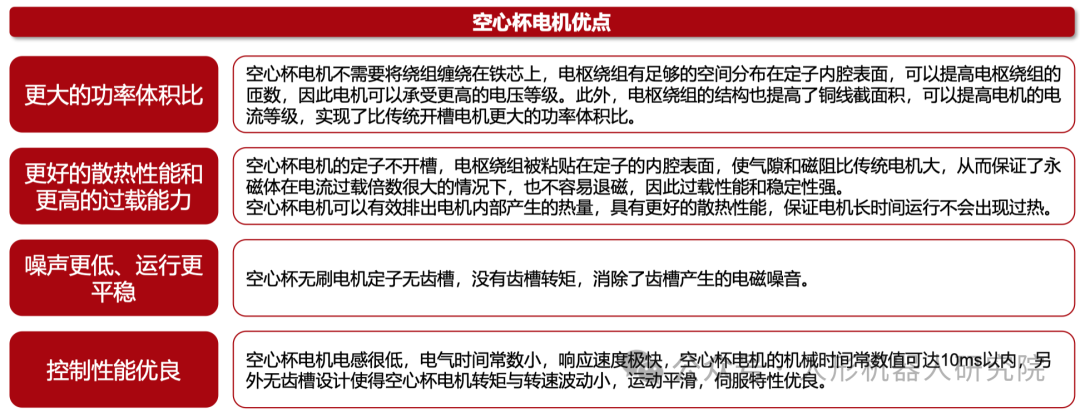 空心杯电机优点
更大的功率体积比
空心杯电机不需要将绕组缠绕在铁芯上，电枢绕组有足够的空间分布在定子内腔表面，可以提高电枢绕组的
匝数，因此电机可以承受更高的电压等级。此外，电枢绕组的结构也提高了铜线截面积，可以提高电机的电
流等级，实现了比传统开槽电机更大的功率体积比。
更好的散热性能和
更高的过载能力
空心杯电机的定子不开槽，电枢绕组被粘贴在定子的内腔表面，使气隙和磁阻比传统电机大，从而保证了永
磁体在电流过载倍数很大的情况下，也不容易退磁，因此过载性能和稳定性强。
空心杯电机可以有效排出电机内部产生的热量，具有更好的散热性能，保证电机长时间运行不会出现过热。
噪声更低、运行更
平稳
空心杯无刷电机定子无齿槽，没有齿槽转矩，消除了齿槽产生的电磁噪音。
控制性能优良
空心杯电机电感很低，电气时间常数小，响应速度极快，空心杯电机的机械时间常数值可达10ms以内，另
外无齿槽设计使得空心杯电机转矩与转速波动小，运动平滑，伺服特性优良。
公众号 · 人形机器人研究院